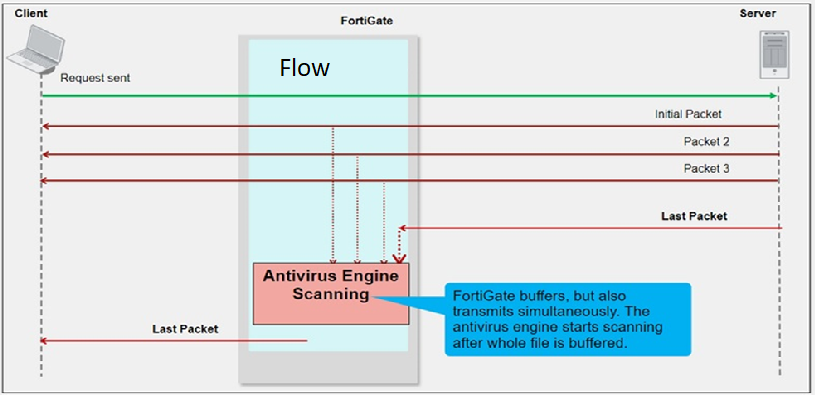 Client
FortiGate
Server
Flow
Request sent
Initial Packet
Packet 2
Packet 3
Last Packet
Antivirus Engine
Scanning
FortiGate buffers, but also
transmits simultaneously. The
antivirus engine starts scanning
after whole file is buffered.
Last Packet